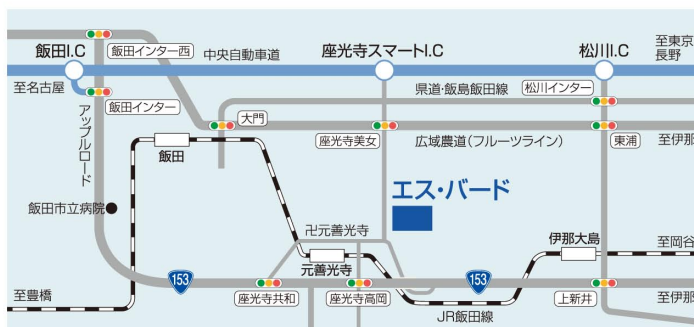 飯田I.C
飯田インター西
中央自動車道
座光寺スマートI.C
松川I.C
至東京
長野
至名古屋
飯田インター
県道・飯島飯田線
松川インター
アップルロード
大門
座光寺美女
広域農道(フルーツライン)
東浦
至伊那
飯田
飯田市立病院
エス・バード
卍元善光寺
元善光寺
伊那大島
至岡谷
至豊橋
153
座光寺共和
座光寺高岡
153
上新井
至伊那
JR飯田線